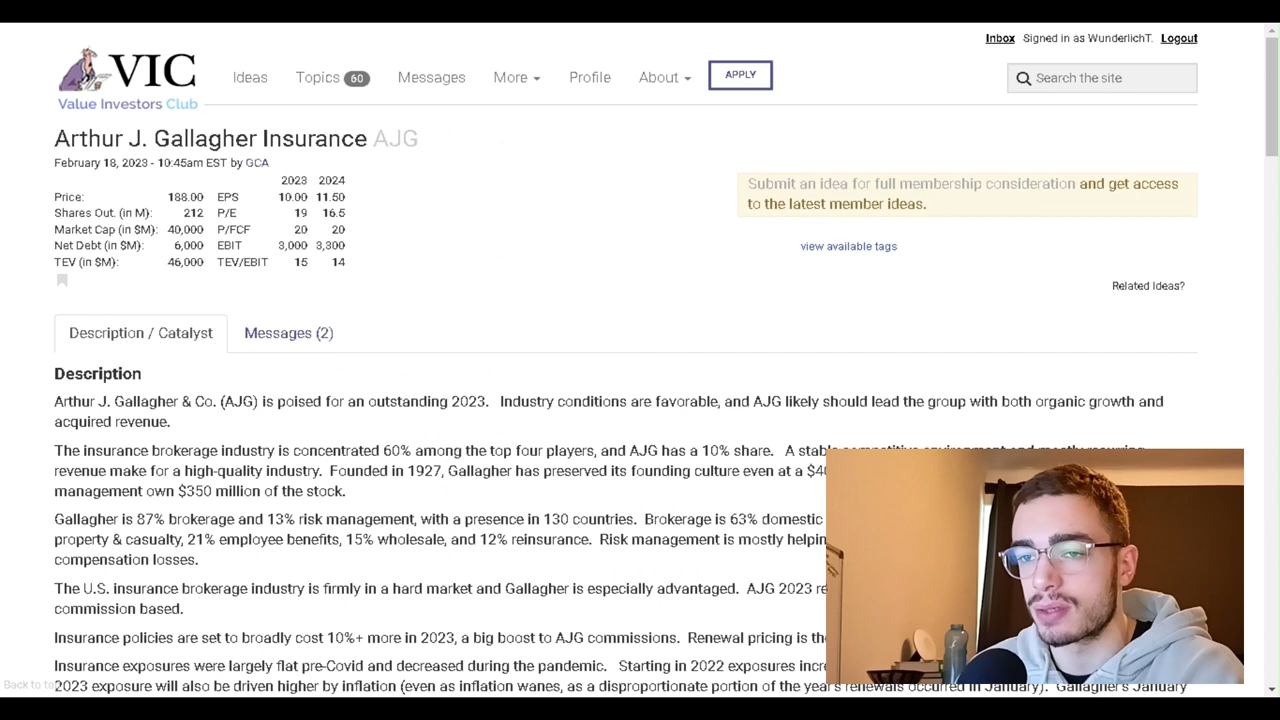 Inbox Signed in as WunderlichT. Logout
VIC
Value Investors Club
Ideas Topics 60 Messages More Profile About APPLY
Search the site
Arthur J. Gallagher Insurance AJG
February 18, 2023 - 10:45am EST by GCA
2023 2024
Price: 188.00 EPS 10.00 11.50
Shares Out. (in M): 212 P/E 19 16.5
Market Cap (in $M): 40,000 P/FCF 20 20
Net Debt (in $M): 6,000 EBIT 3,000 3,300
TEV (in $M): 46,000 TEV/EBIT 15 14
Submit an idea for full membership consideration and get access
to the latest member ideas.
view available tags
Related Ideas?
Description / Catalyst Messages (2)
Description
Arthur J. Gallagher & Co. (AJG) is poised for an outstanding 2023. Industry conditions are favorable, and AJG likely should lead the group with both organic growth and
acquired revenue.
The insurance brokerage industry is concentrated 60% among the top four players, and AJG has a 10% share. A stable competitive environment and mostly recurring
revenue make for a high-quality industry. Founded in 1927, Gallagher has preserved its founding culture even at a
management own $350 million of the stock.
Gallagher is 87% brokerage and 13% risk management, with a presence in 130 countries. Brokerage is 63% domestic
property & casualty, 21% employee benefits, 15% wholesale, and 12% reinsurance. Risk management is mostly helping
compensation losses.
The U.S. insurance brokerage industry is firmly in a hard market and Gallagher is especially advantaged. AJG 2023
commission based.
Insurance policies are set to broadly cost 10%+ more in 2023, a big boost to AJG commissions. Renewal pricing is
Insurance exposures were largely flat pre-Covid and decreased during the pandemic. Starting in 2022 exposures
Back to
2023 exposure will also be driven higher by inflation (even as inflation wanes, as a disproportionate portion of the year's renewals occurred in January). Gallagher's January